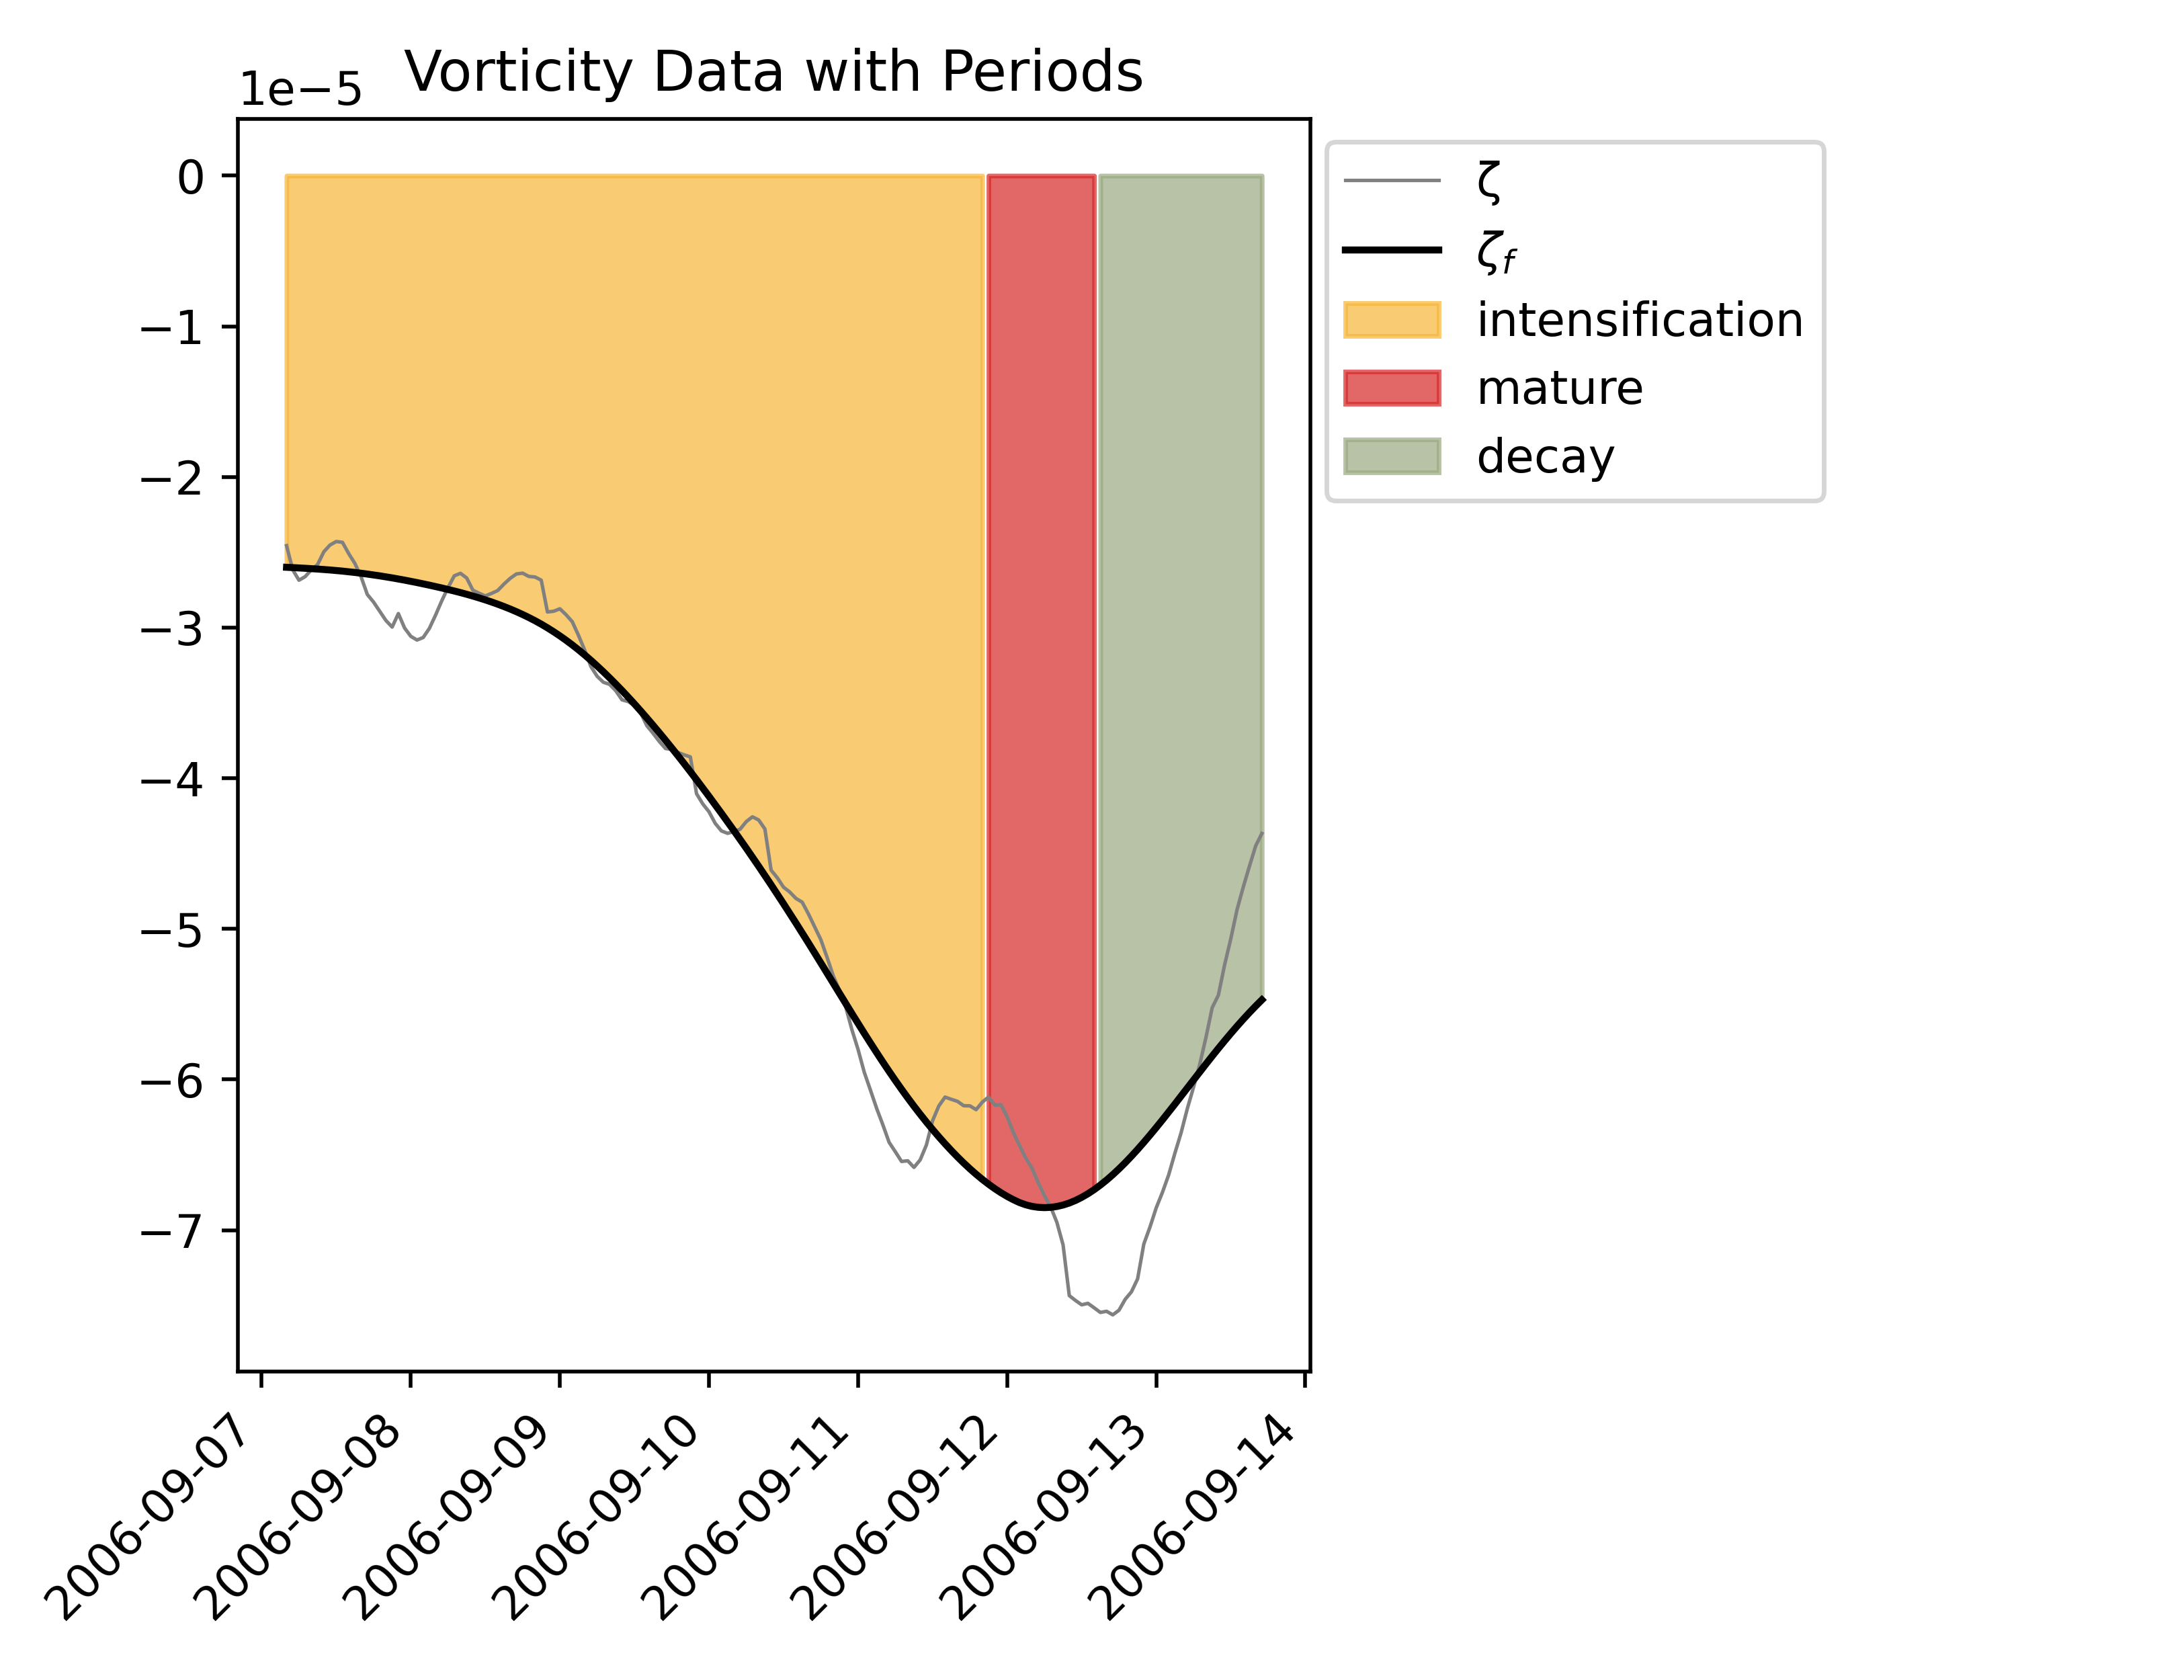 Vorticity Data with Periods
1e−5
0
−1
−2
−3
−4
−5
−6
−7
2006-09-07
2006-09-08
2006-09-09
2006-09-10
2006-09-11
2006-09-12
2006-09-13
2006-09-14
ζ
ζf
intensification
mature
decay